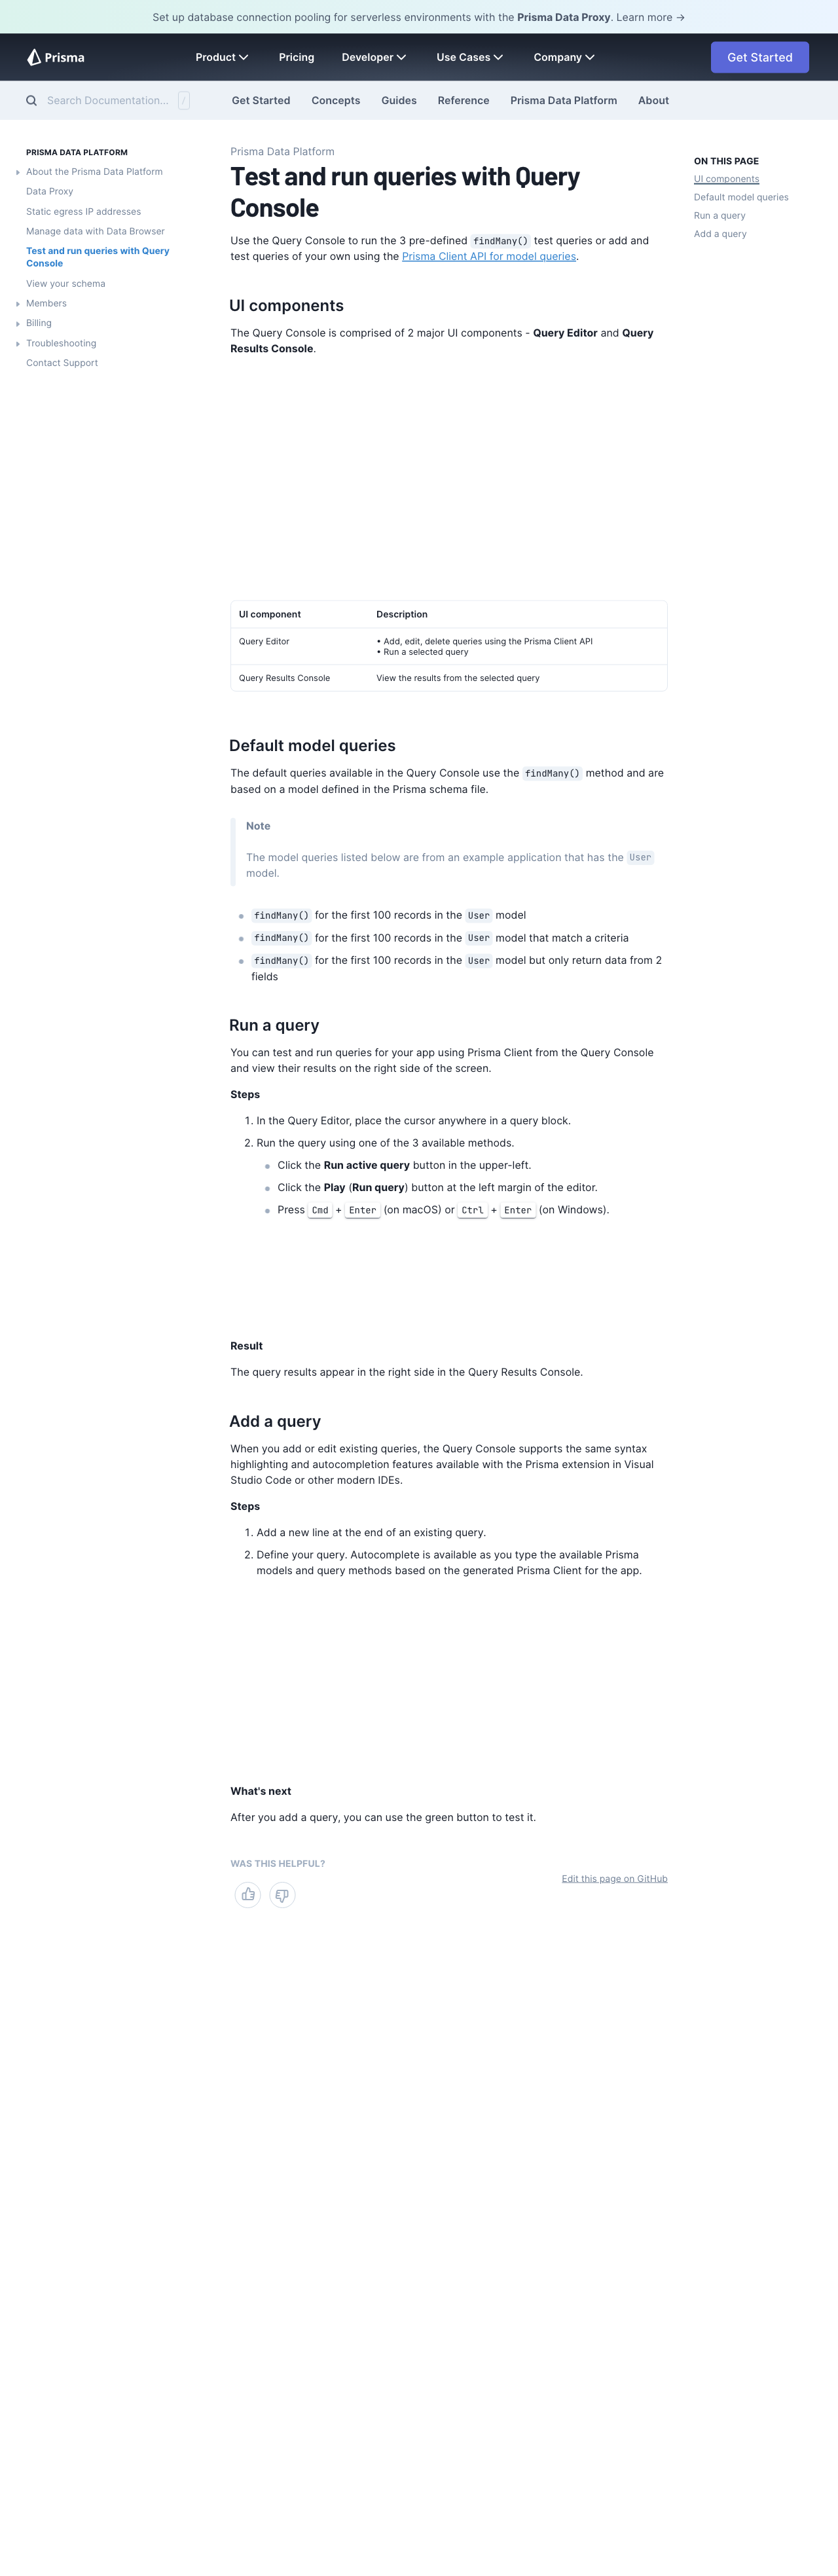 Set up database connection pooling for serverless environments with the Prisma Data Proxy. Learn more →
Prisma
Product
Pricing
Developer
Use Cases
Company
Get Started
Search Documentation...
/
Get Started
Concepts
Guides
Reference
Prisma Data Platform
About
PRISMA DATA PLATFORM
About the Prisma Data Platform
Data Proxy
Static egress IP addresses
Manage data with Data Browser
Test and run queries with Query
Console
View your schema
Members
Billing
Troubleshooting
Contact Support
Prisma Data Platform
Test and run queries with Query
Console
Use the Query Console to run the 3 pre-defined findMany() test queries or add and
test queries of your own using the Prisma Client API for model queries.
UI components
The Query Console is comprised of 2 major UI components - Query Editor and Query
Results Console.
UI component Description
Query Editor • Add, edit, delete queries using the Prisma Client API
• Run a selected query
Query Results Console View the results from the selected query
Default model queries
The default queries available in the Query Console use the findMany() method and are
based on a model defined in the Prisma schema file.
Note
The model queries listed below are from an example application that has the User
model.
findMany() for the first 100 records in the User model
findMany() for the first 100 records in the User model that match a criteria
findMany() for the first 100 records in the User model but only return data from 2
fields
Run a query
You can test and run queries for your app using Prisma Client from the Query Console
and view their results on the right side of the screen.
Steps
1. In the Query Editor, place the cursor anywhere in a query block.
2. Run the query using one of the 3 available methods.
Click the Run active query button in the upper-left.
Click the Play (Run query) button at the left margin of the editor.
Press Cmd + Enter (on macOS) or Ctrl + Enter (on Windows).
Result
The query results appear in the right side in the Query Results Console.
Add a query
When you add or edit existing queries, the Query Console supports the same syntax
highlighting and autocompletion features available with the Prisma extension in Visual
Studio Code or other modern IDEs.
Steps
1. Add a new line at the end of an existing query.
2. Define your query. Autocomplete is available as you type the available Prisma
models and query methods based on the generated Prisma Client for the app.
What's next
After you add a query, you can use the green button to test it.
WAS THIS HELPFUL?
Edit this page on GitHub
ON THIS PAGE
UI components
Default model queries
Run a query
Add a query